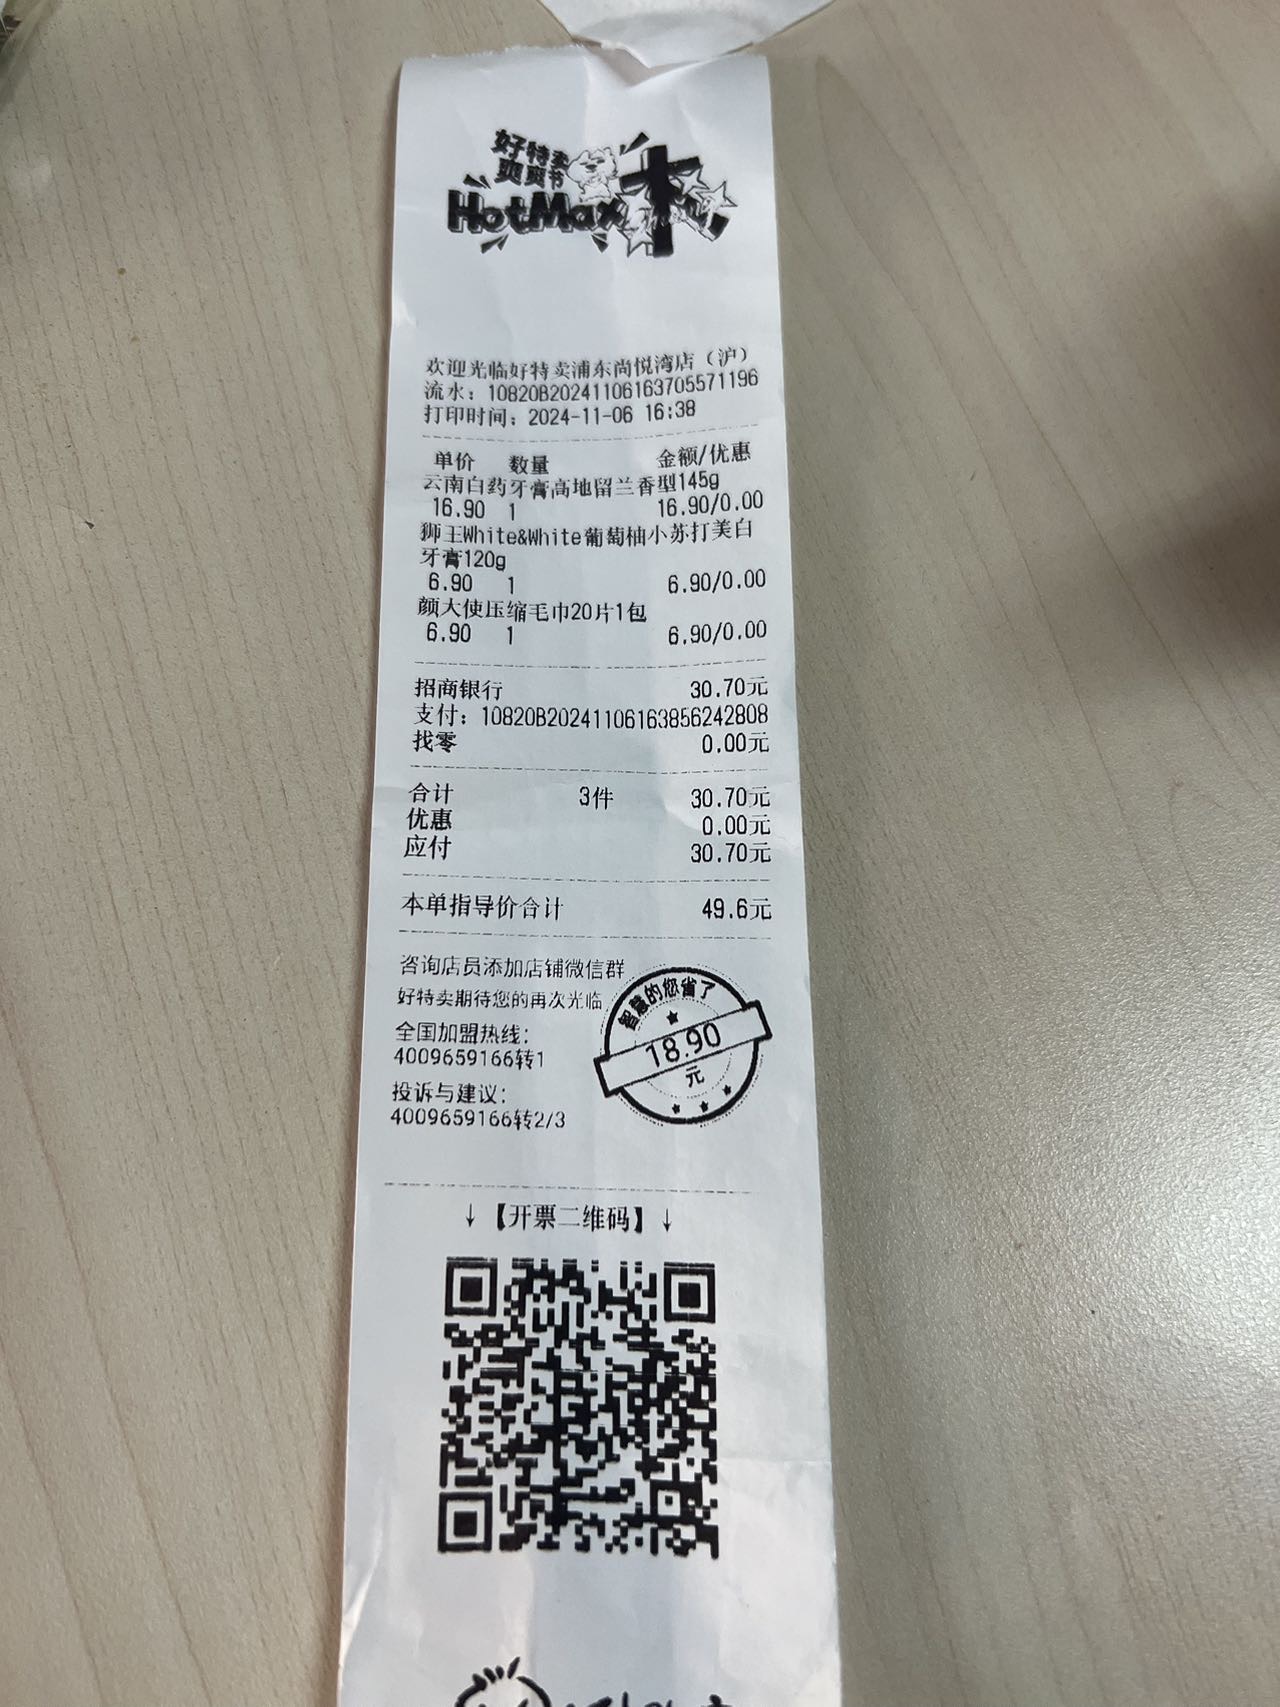 好特卖
爽爽节
HotMax
大
欢迎光临好特卖浦东尚悦湾店（沪）
流水：10820B20241106163705571196
打印时间：2024-11-06 16:38
单价 数量 金额/优惠
云南白药牙膏高地留兰香型145g
16.90 1 16.90/0.00
狮王White&White葡萄柚小苏打美白
牙膏120g
6.90 1 6.90/0.00
颜大使压缩毛巾20片1包
6.90 1 6.90/0.00
招商银行 30.70元
支付：10820B20241106163856242808
找零 0.00元
合计 3件 30.70元
优惠 0.00元
应付 30.70元
本单指导价合计 49.6元
咨询店员添加店铺微信群
好特卖期待您的再次光临
全国加盟热线：
4009659166转1
投诉与建议：
4009659166转2/3
智慧的您省了
18.90
元
↓【开票二维码】↓